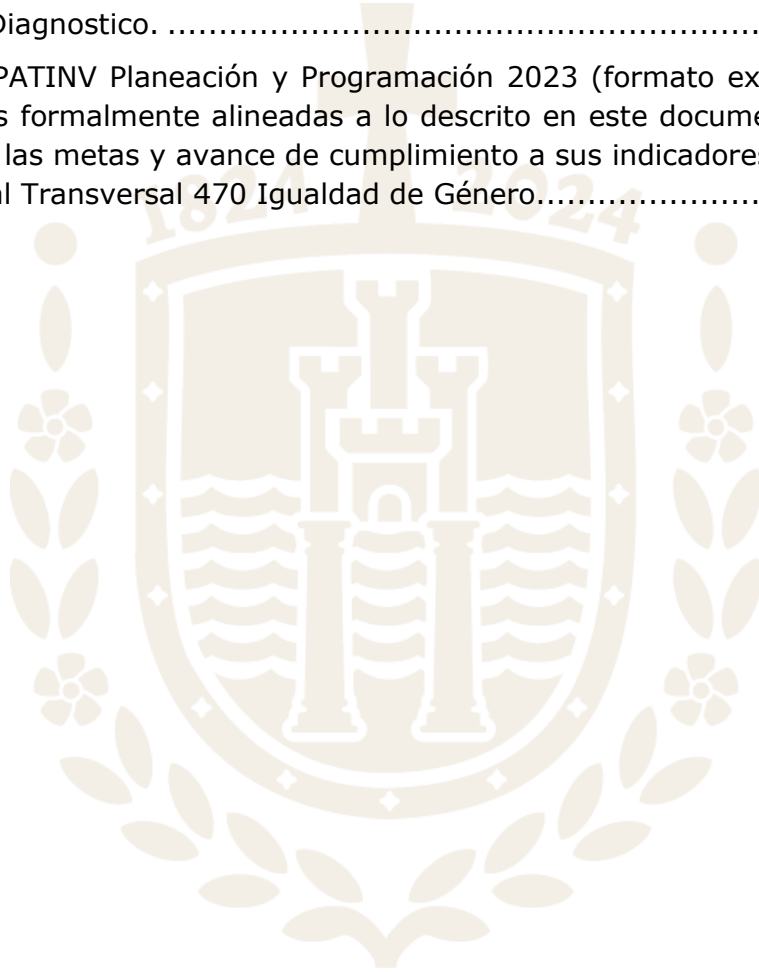 Diagnostico. ..........................................................
PATINV Planeación y Programación 2023 (formato ex
s formalmente alineadas a lo descrito en este docume
las metas y avance de cumplimiento a sus indicadores
al Transversal 470 Igualdad de Género......................
1824 2024